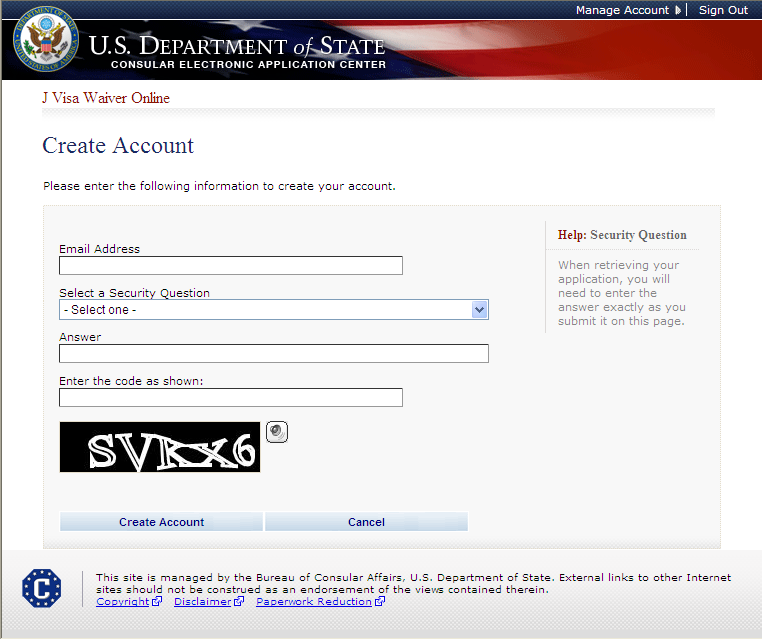 Manage Account | Sign Out
U.S. DEPARTMENT of STATE
CONSULAR ELECTRONIC APPLICATION CENTER
J Visa Waiver Online
Create Account
Please enter the following information to create your account.
Email Address
Select a Security Question
- Select one -
Answer
Enter the code as shown:
Create Account
Cancel
Help: Security Question
When retrieving your
application, you will
need to enter the
answer exactly as you
submit it on this page.
C
This site is managed by the Bureau of Consular Affairs, U.S. Department of State. External links to other Internet
sites should not be construed as an endorsement of the views contained therein.
Copyright Disclaimer Paperwork Reduction